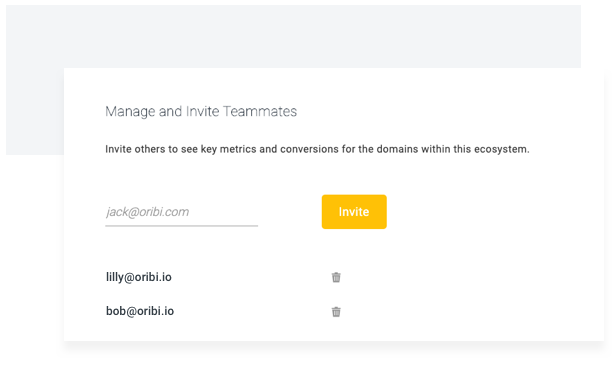 Manage and Invite Teammates
Invite others to see key metrics and conversions for the domains within this ecosystem.
jack@oribi.com
Invite
lilly@oribi.io
bob@oribi.io